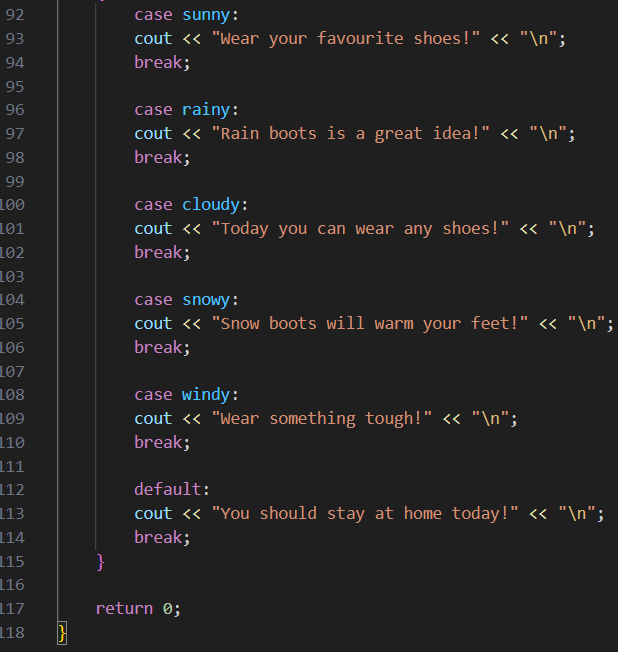 92 case sunny:
93 cout << "Wear your favourite shoes!" << "\n";
94 break;
95
96 case rainy:
97 cout << "Rain boots is a great idea!" << "\n";
98 break;
99
100 case cloudy:
101 cout << "Today you can wear any shoes!" << "\n";
102 break;
103
104 case snowy:
105 cout << "Snow boots will warm your feet!" << "\n";
106 break;
107
108 case windy:
109 cout << "Wear something tough!" << "\n";
110 break;
111
112 default:
113 cout << "You should stay at home today!" << "\n";
114 break;
115 }
116
117 return 0;
118 }